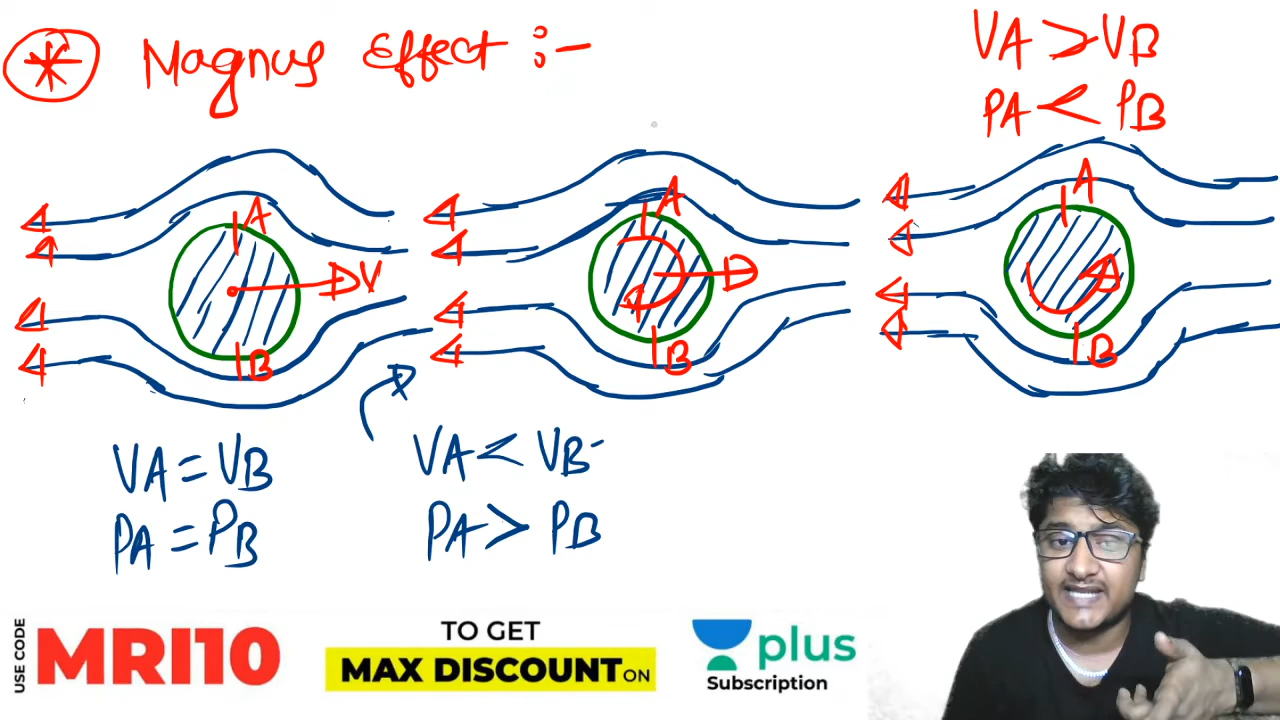 * Magnus Effect :-
VA > VB
PA < PB
A
V
B
A
B
A
B
VA = VB
PA = PB
VA < VB
PA > PB
USE CODE
MRI10
TO GET
MAX DISCOUNT ON
plus
Subscription